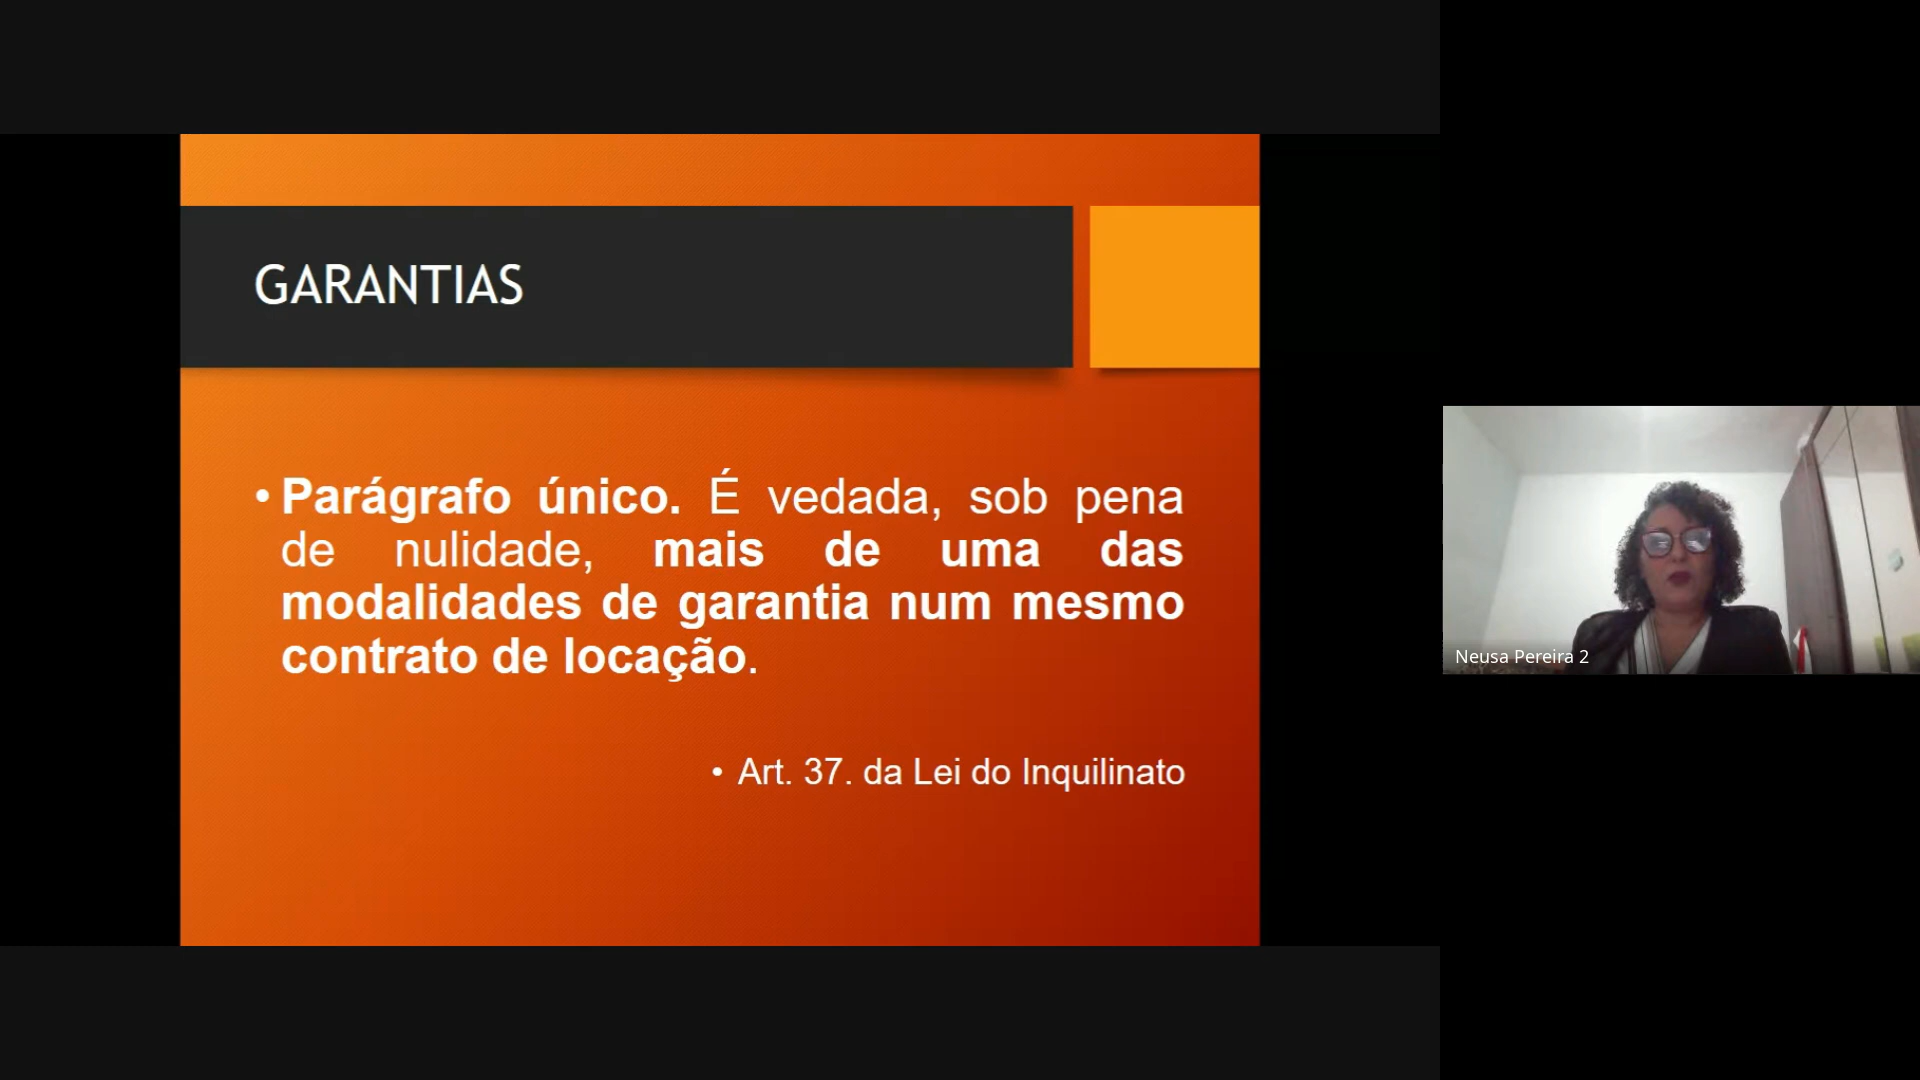 GARANTIAS
• Parágrafo único. É vedada, sob pena
de nulidade, mais de uma das
modalidades de garantia num mesmo
contrato de locação.
• Art. 37. da Lei do Inquilinato
Neusa Pereira 2